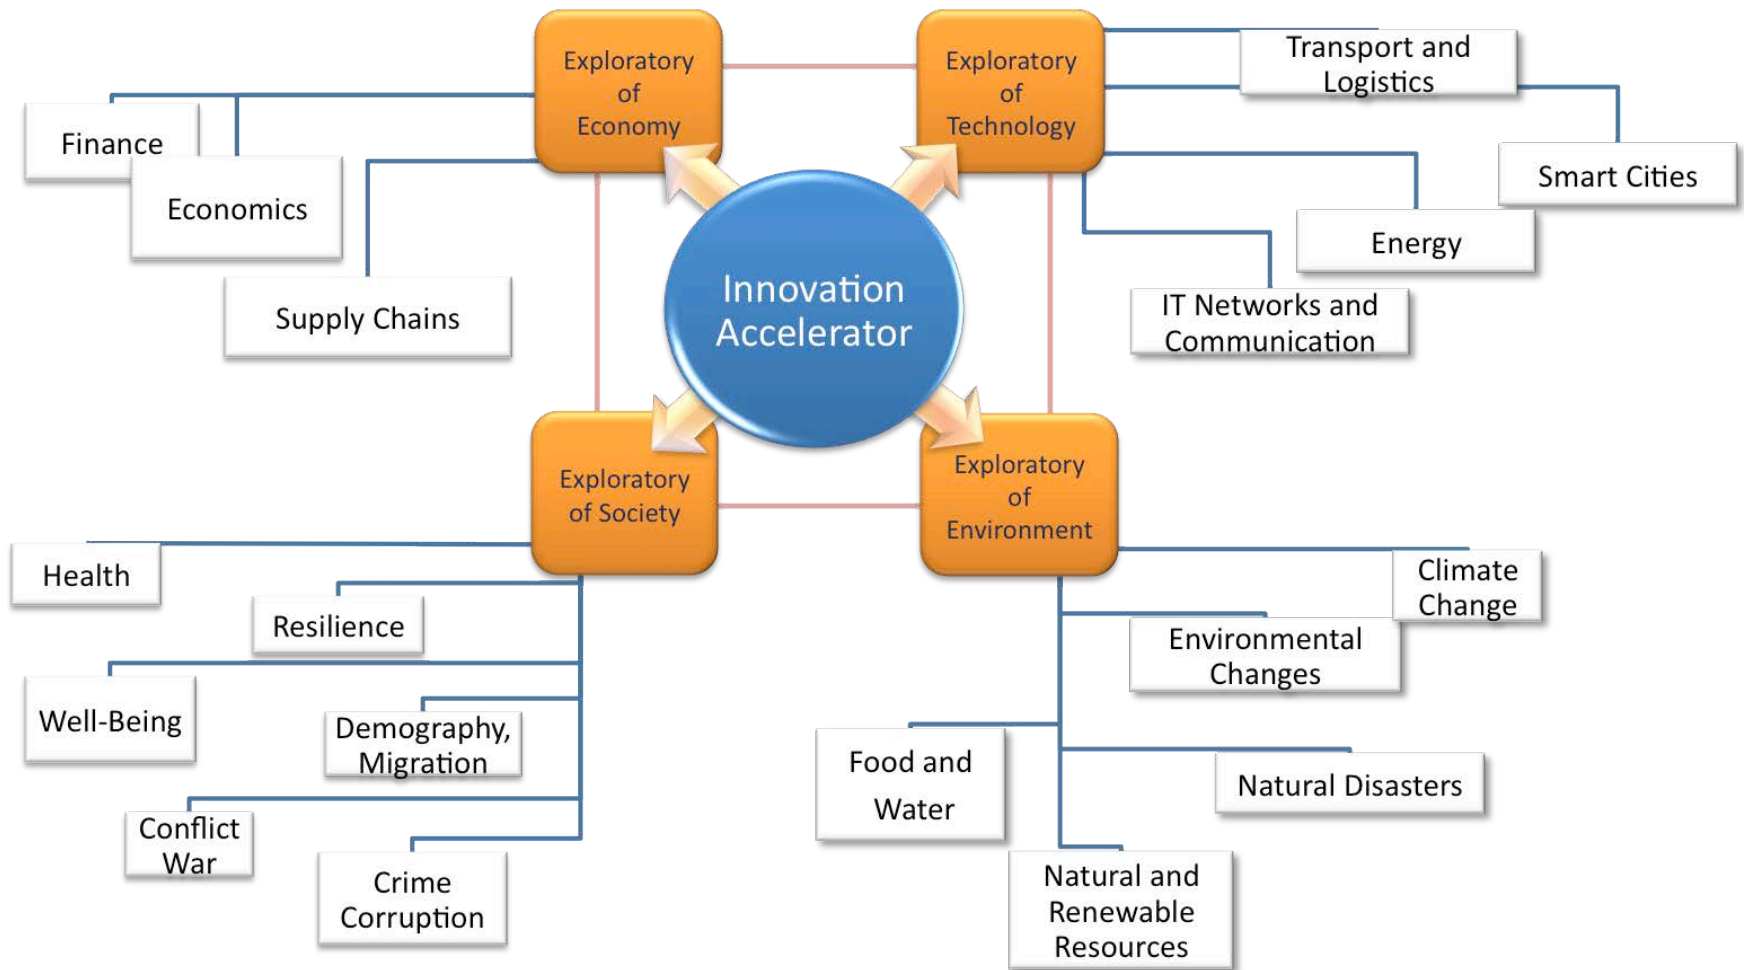 Exploratory
of
Economy
Exploratory
of
Technology
Transport and
Logistics
Finance
Economics
Supply Chains
Smart Cities
Energy
IT Networks and
Communication
Innovation
Accelerator
Exploratory
of Society
Exploratory
of
Environment
Health
Resilience
Well-Being
Demography,
Migration
Conflict
War
Crime
Corruption
Climate
Change
Environmental
Changes
Food and
Water
Natural Disasters
Natural and
Renewable
Resources